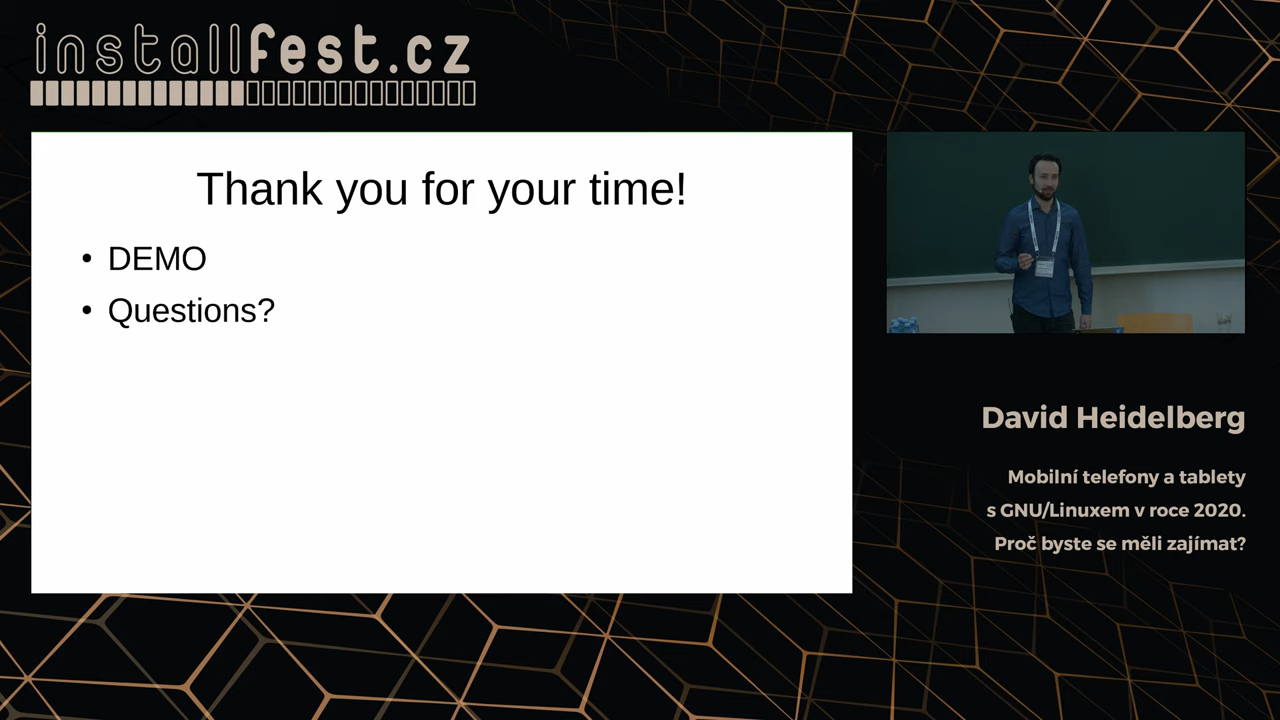 installfest.cz
Thank you for your time!
• DEMO
• Questions?
David Heidelberg
Mobilní telefony a tablety
s GNU/Linuxem v roce 2020.
Proč byste se měli zajímat?